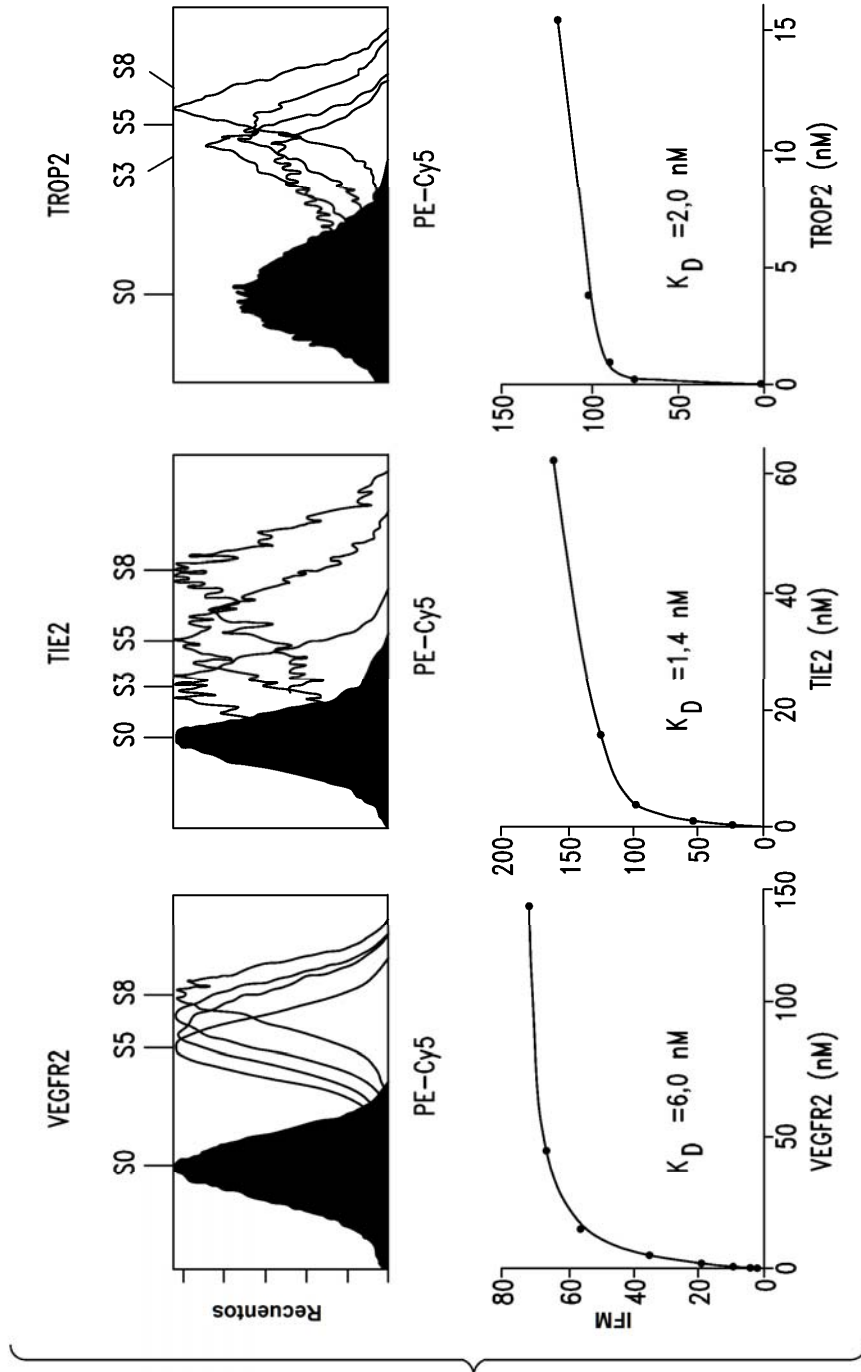 VEGFR2
S0 S5 S8
Recuentos
PE-Cy5
80
60
40
20
0
IFM
K D =6,0 nM
0 50 100 150
VEGFR2 (nM)
TIE2
S0 S3 S5 S8
PE-Cy5
200
150
100
50
0
K D =1,4 nM
0 20 40 60
TIE2 (nM)
TROP2
S0 S3 S5 S8
PE-Cy5
150
100
50
0
K D =2,0 nM
0 5 10 15
TROP2 (nM)